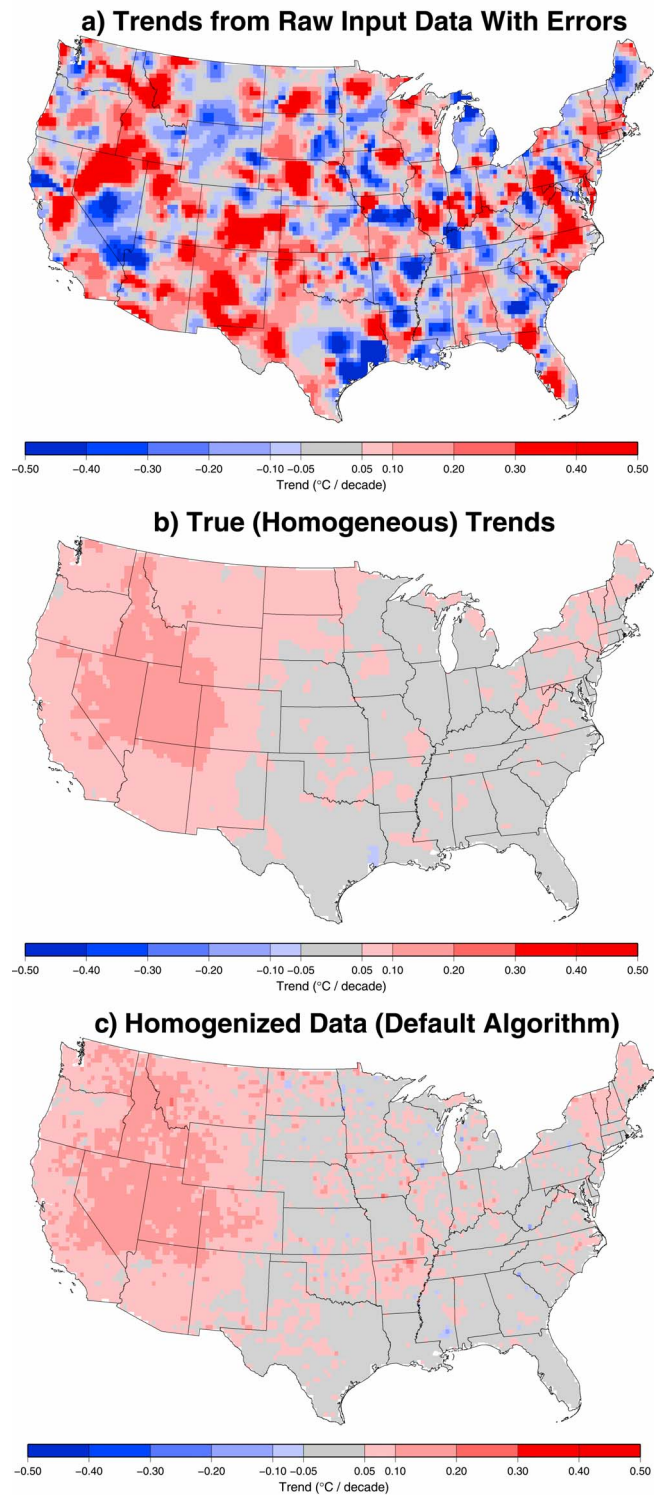 a) Trends from Raw Input Data With Errors
−0.50 −0.40 −0.30 −0.20 −0.10 −0.05 0.05 0.10 0.20 0.30 0.40 0.50
Trend (°C / decade)
b) True (Homogeneous) Trends
−0.50 −0.40 −0.30 −0.20 −0.10 −0.05 0.05 0.10 0.20 0.30 0.40 0.50
Trend (°C / decade)
c) Homogenized Data (Default Algorithm)
−0.50 −0.40 −0.30 −0.20 −0.10 −0.05 0.05 0.10 0.20 0.30 0.40 0.50
Trend (°C / decade)